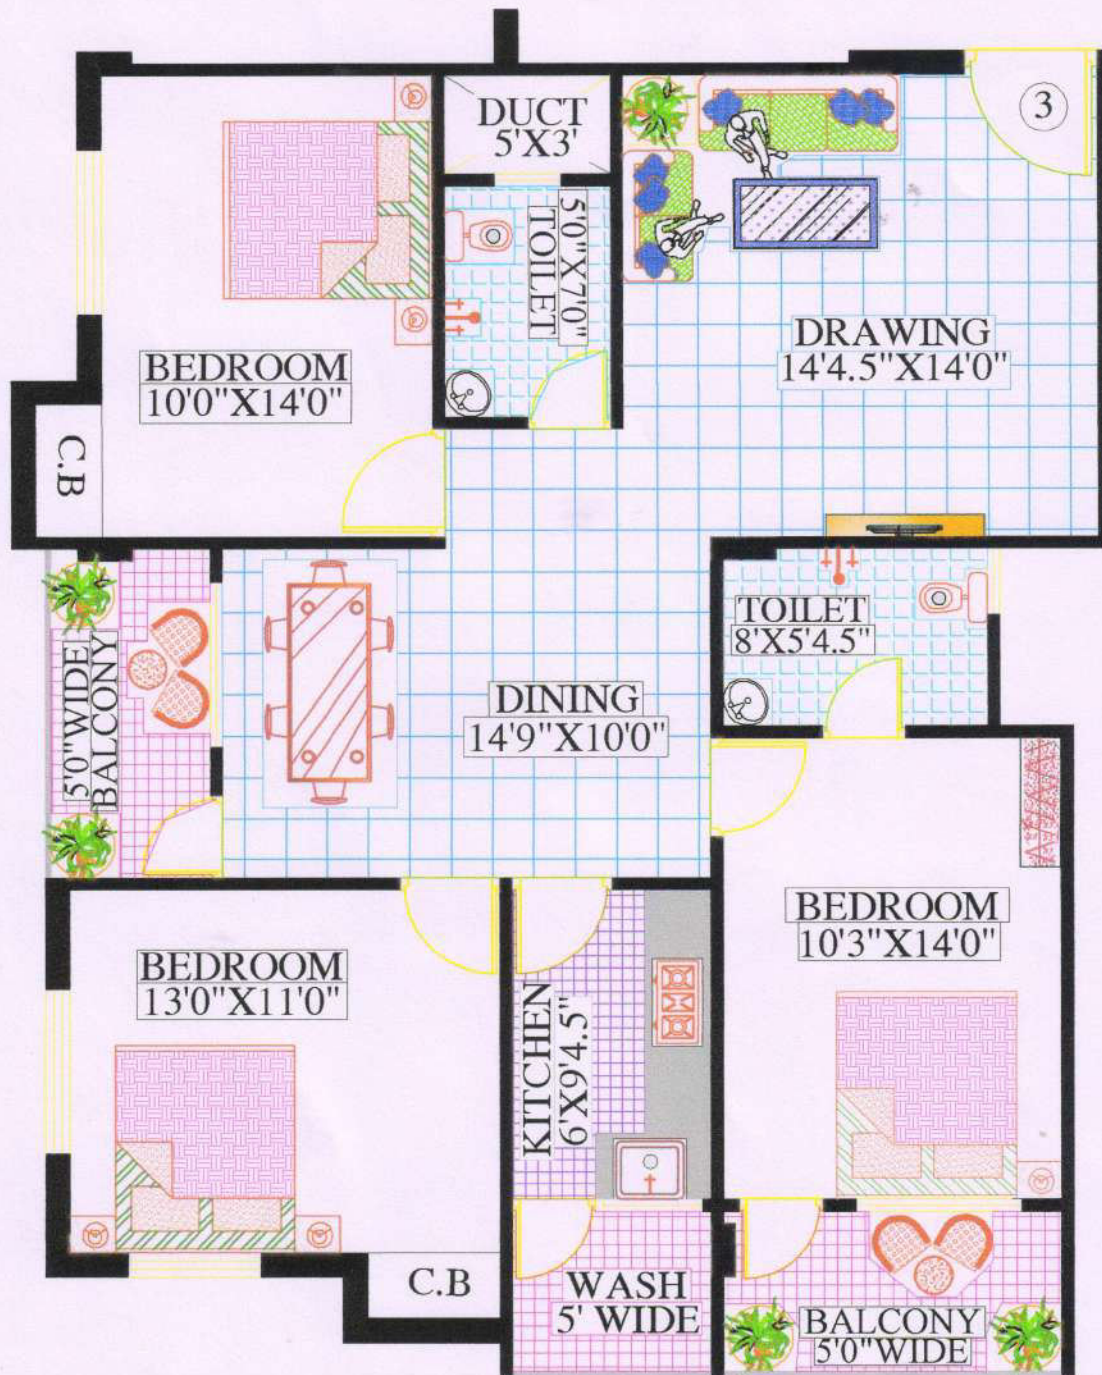 DUCT
5'X3'
3
5'0"X7'0"
TOILET
DRAWING
14'4.5"X14'0"
BEDROOM
10'0"X14'0"
C.B
TOILET
8'X5'4.5"
5'0"WIDE
BALCONY
DINING
14'9"X10'0"
BEDROOM
10'3"X14'0"
BEDROOM
13'0"X11'0"
KITCHEN
6'X9'4.5"
C.B
WASH
5' WIDE
BALCONY
5'0"WIDE